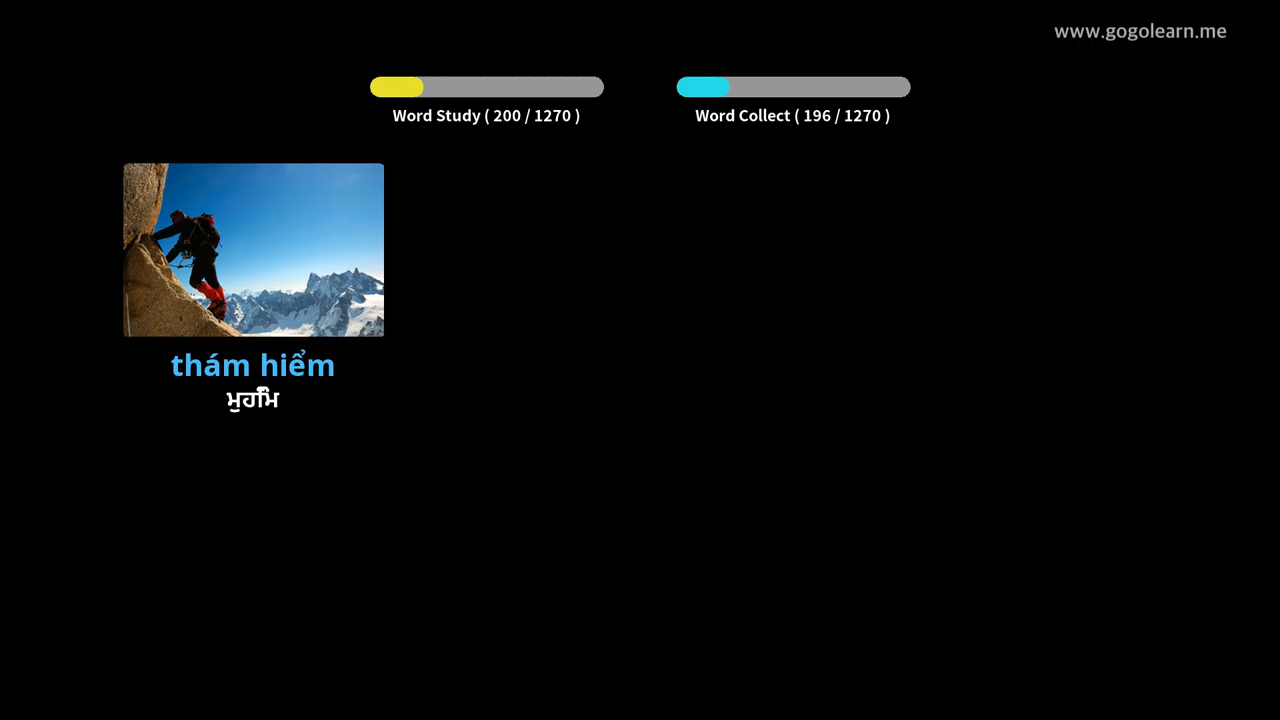 www.gogolearn.me
Word Study ( 200 / 1270 )
Word Collect ( 196 / 1270 )
thám hiểm
ਮੁਹਿੰਮ